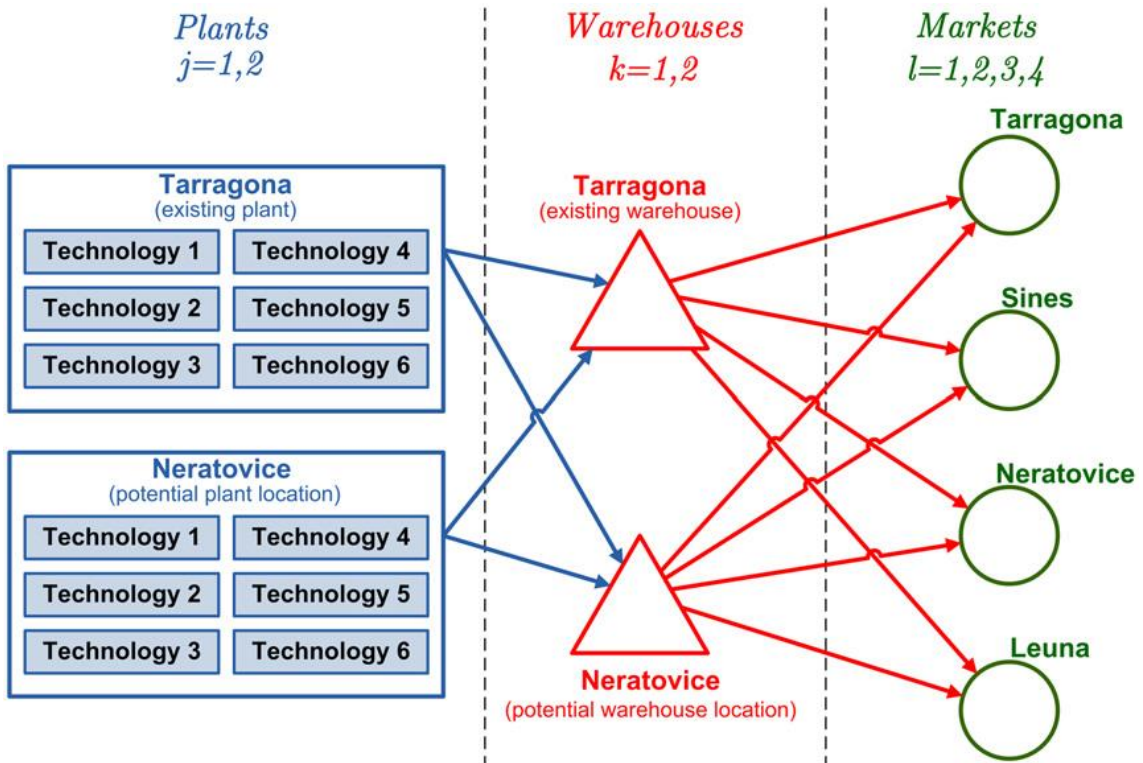 Plants
j=1,2
Warehouses
k=1,2
Markets
l=1,2,3,4
Tarragona
(existing plant)
Technology 1
Technology 4
Technology 2
Technology 5
Technology 3
Technology 6
Neratovice
(potential plant location)
Technology 1
Technology 4
Technology 2
Technology 5
Technology 3
Technology 6
Tarragona
(existing warehouse)
Neratovice
(potential warehouse location)
Tarragona
Sines
Neratovice
Leuna